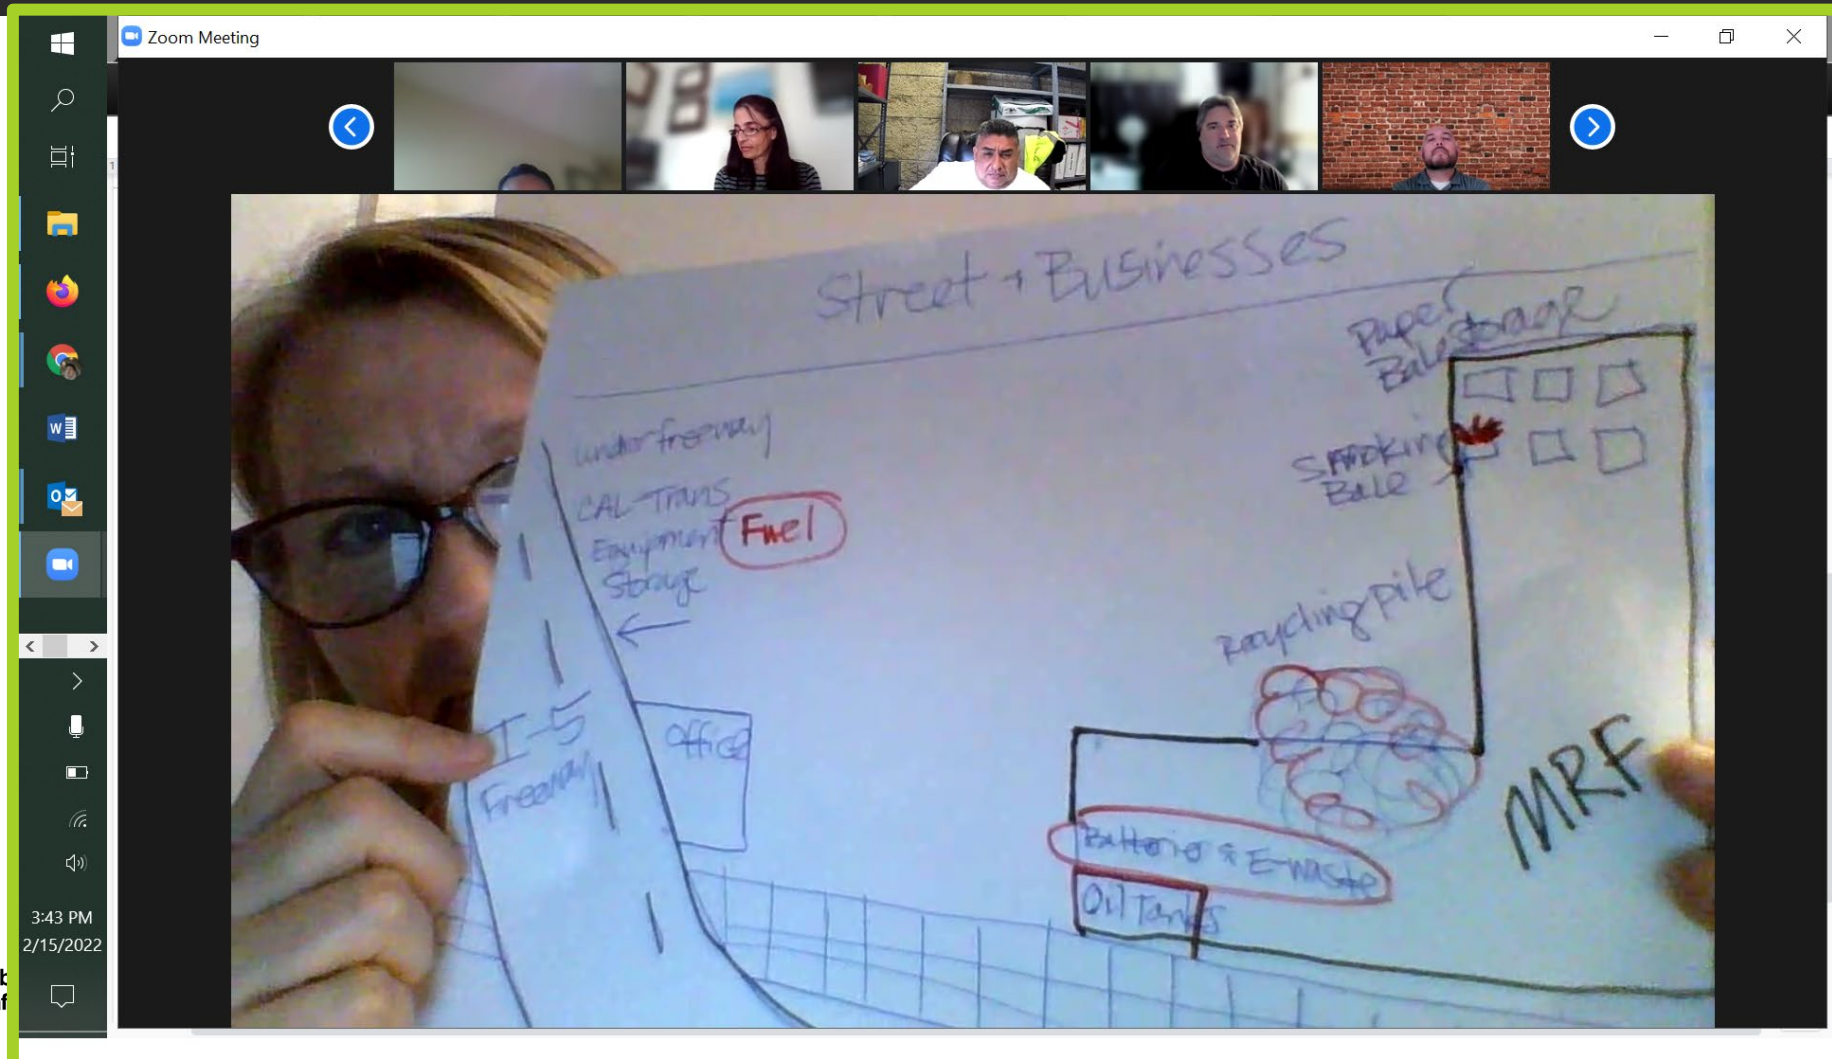 Zoom Meeting
1
Street + Businesses
Paper
Bale Storage
under freeway
Smoking
Bale
CAL-Trans
Equipment Fuel
Storage
Recycling pile
I-5
Freeway
Office
MRF
Batteries & E-waste
Oil Tanks
3:43 PM
2/15/2022
b